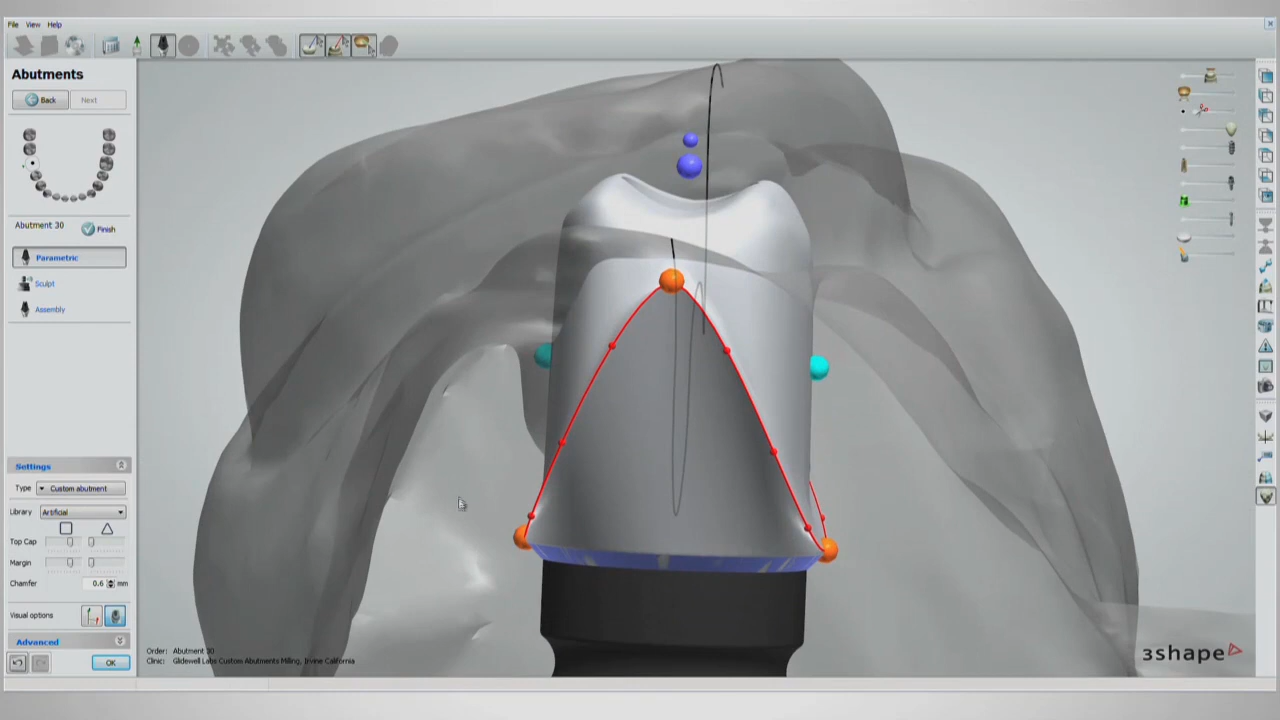 File View Help
Abutments
Back Next
Abutment 30 Finish
Parametric
Sculpt
Assembly
Settings
Type Custom abutment
Library Artificial
Top Cap
Margin
Chamfer 0.6 mm
Visual options
Advanced
OK
Order: Abutment 30
Clinic: Glidewell Labs Custom Abutments Milling, Irvine California
3shape